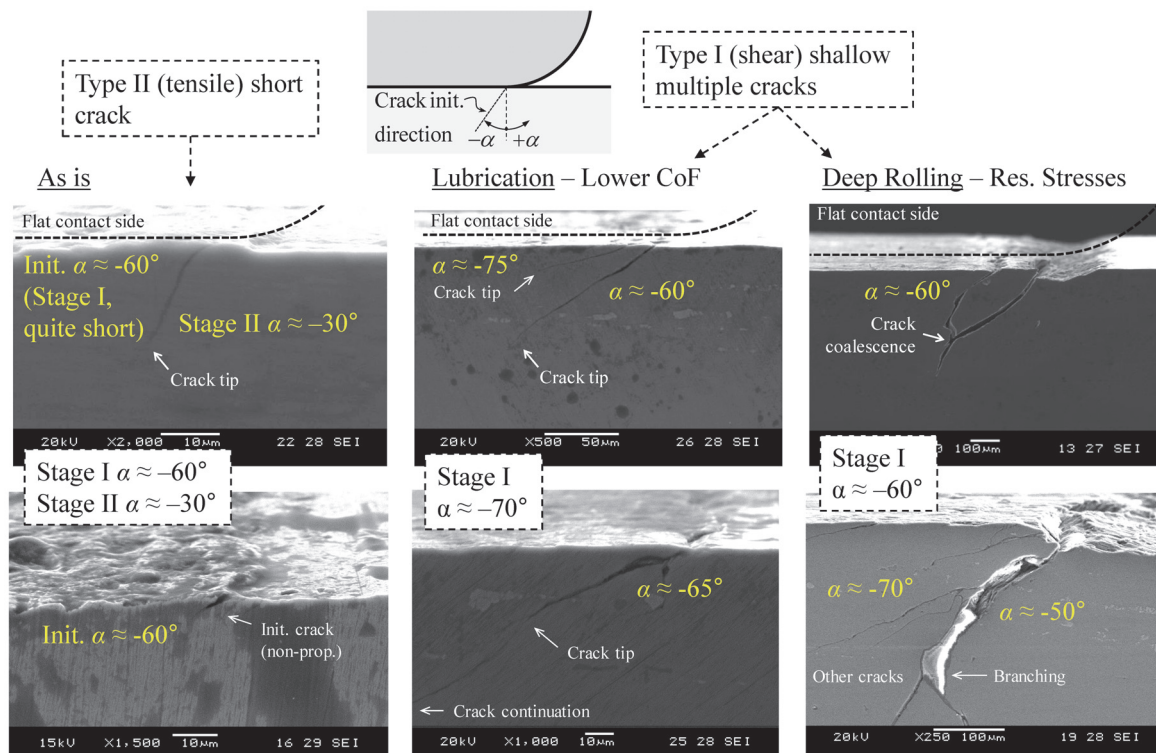 Type II (tensile) short
crack
Crack init.
direction
−α
+α
Type I (shear) shallow
multiple cracks
As is
Lubrication – Lower CoF
Deep Rolling – Res. Stresses
Flat contact side
Init. α ≈ -60°
(Stage I,
quite short)
Stage II α ≈ –30°
Crack tip
20kV X2,000 10μm 22 28 SEI
Flat contact side
α ≈ -75°
Crack tip
α ≈ -60°
Crack tip
20kV X500 50μm 26 28 SEI
Flat contact side
α ≈ -60°
Crack
coalescence
100μm 13 27 SEI
Stage I α ≈ –60°
Stage II α ≈ –30°
Init. α ≈ -60°
Init. crack
(non-prop.)
15kV X1,500 10μm 16 29 SEI
Stage I
α ≈ –70°
α ≈ -65°
Crack tip
Crack continuation
20kV X1,000 10μm 25 28 SEI
Stage I
α ≈ –60°
α ≈ -70°
α ≈ -50°
Other cracks
Branching
20kV X250 100μm 19 28 SEI